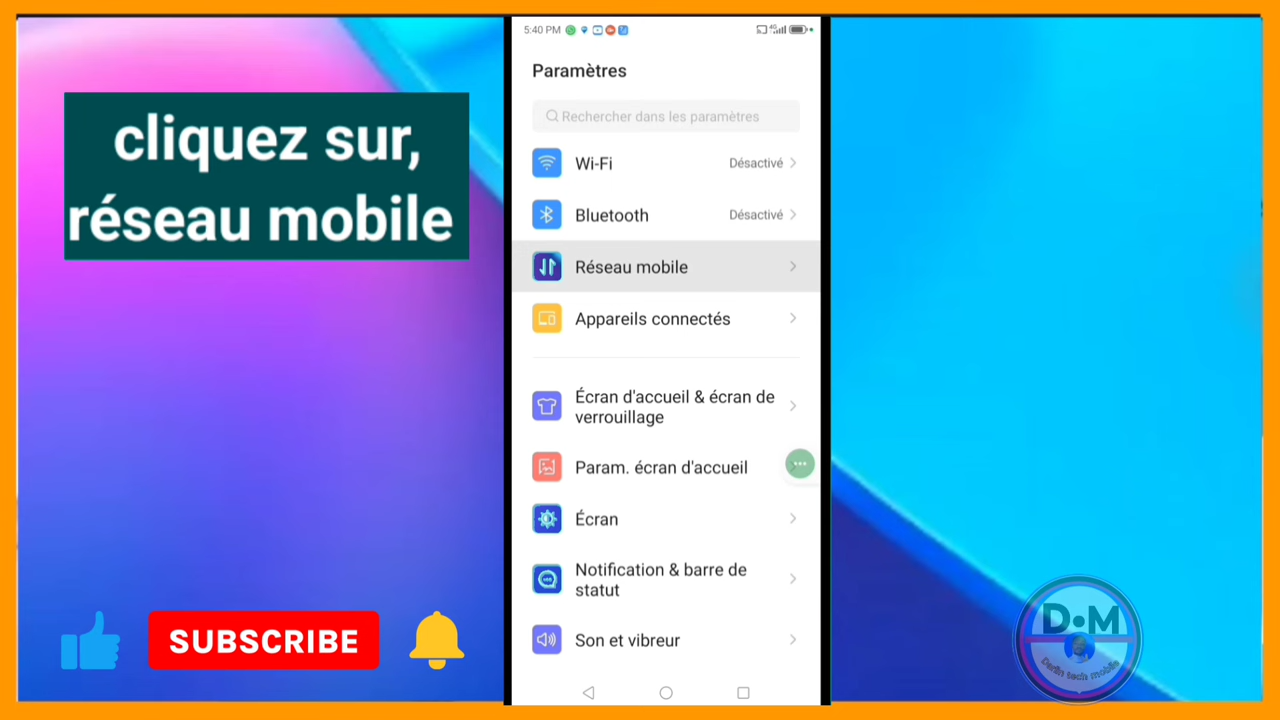 cliquez sur,
réseau mobile
5:40 PM
4G
Paramètres
Rechercher dans les paramètres
Wi-Fi
Désactivé
Bluetooth
Désactivé
Réseau mobile
Appareils connectés
Écran d'accueil & écran de
verrouillage
Param. écran d'accueil
Écran
Notification & barre de
statut
Son et vibreur
SUBSCRIBE
D•M